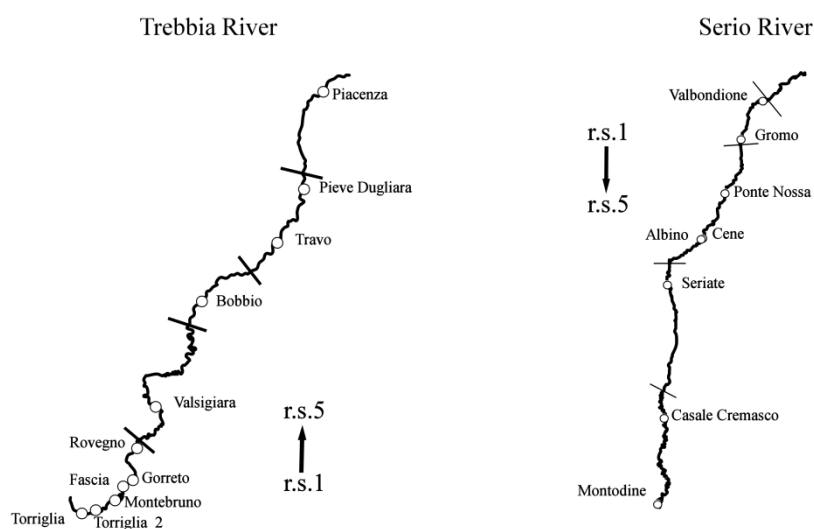 Trebbia River
Piacenza
Pieve Dugliara
Travo
Bobbio
Valsigiara
r.s.5
r.s.1
Rovegno
Gorreto
Fascia
Montebruno
Torriglia
Torriglia 2
Serio River
Valbondione
r.s.1
r.s.5
Gromo
Ponte Nossa
Albino
Cene
Seriate
Casale Cremasco
Montodine